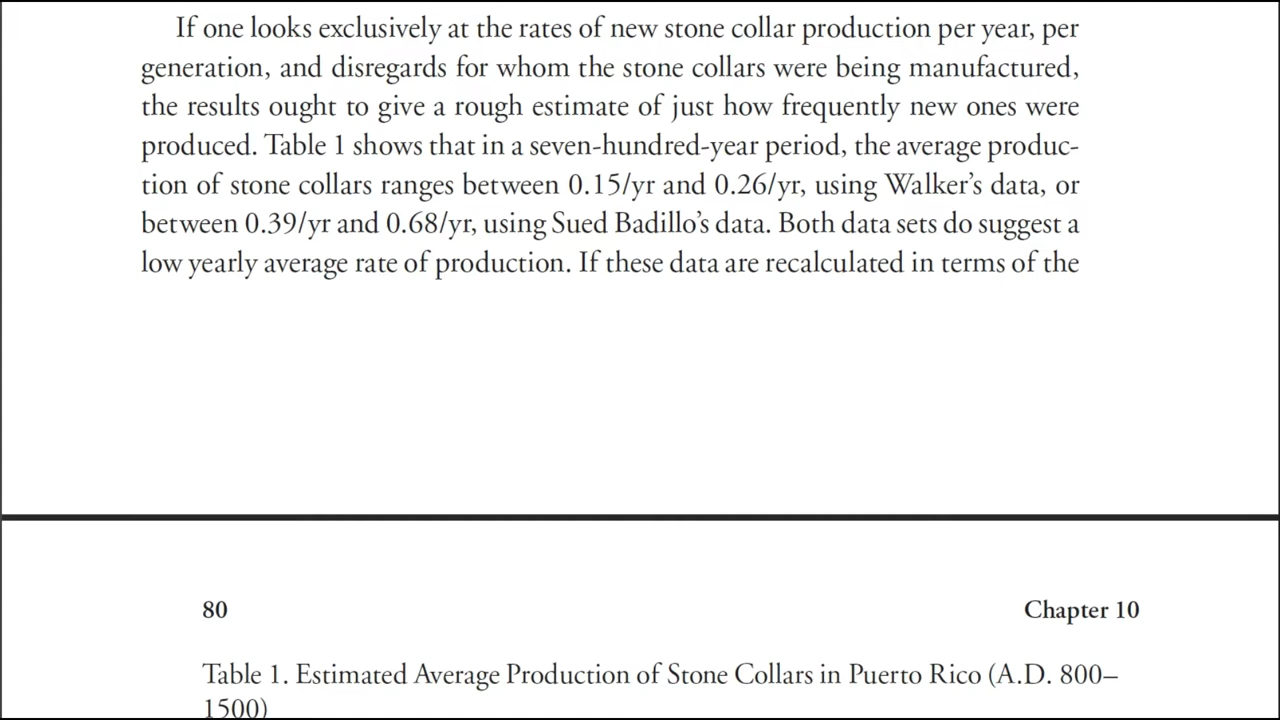 If one looks exclusively at the rates of new stone collar production per year, per
generation, and disregards for whom the stone collars were being manufactured,
the results ought to give a rough estimate of just how frequently new ones were
produced. Table 1 shows that in a seven-hundred-year period, the average produc-
tion of stone collars ranges between 0.15/yr and 0.26/yr, using Walker’s data, or
between 0.39/yr and 0.68/yr, using Sued Badillo’s data. Both data sets do suggest a
low yearly average rate of production. If these data are recalculated in terms of the
80
Chapter 10
Table 1. Estimated Average Production of Stone Collars in Puerto Rico (A.D. 800–
1500)